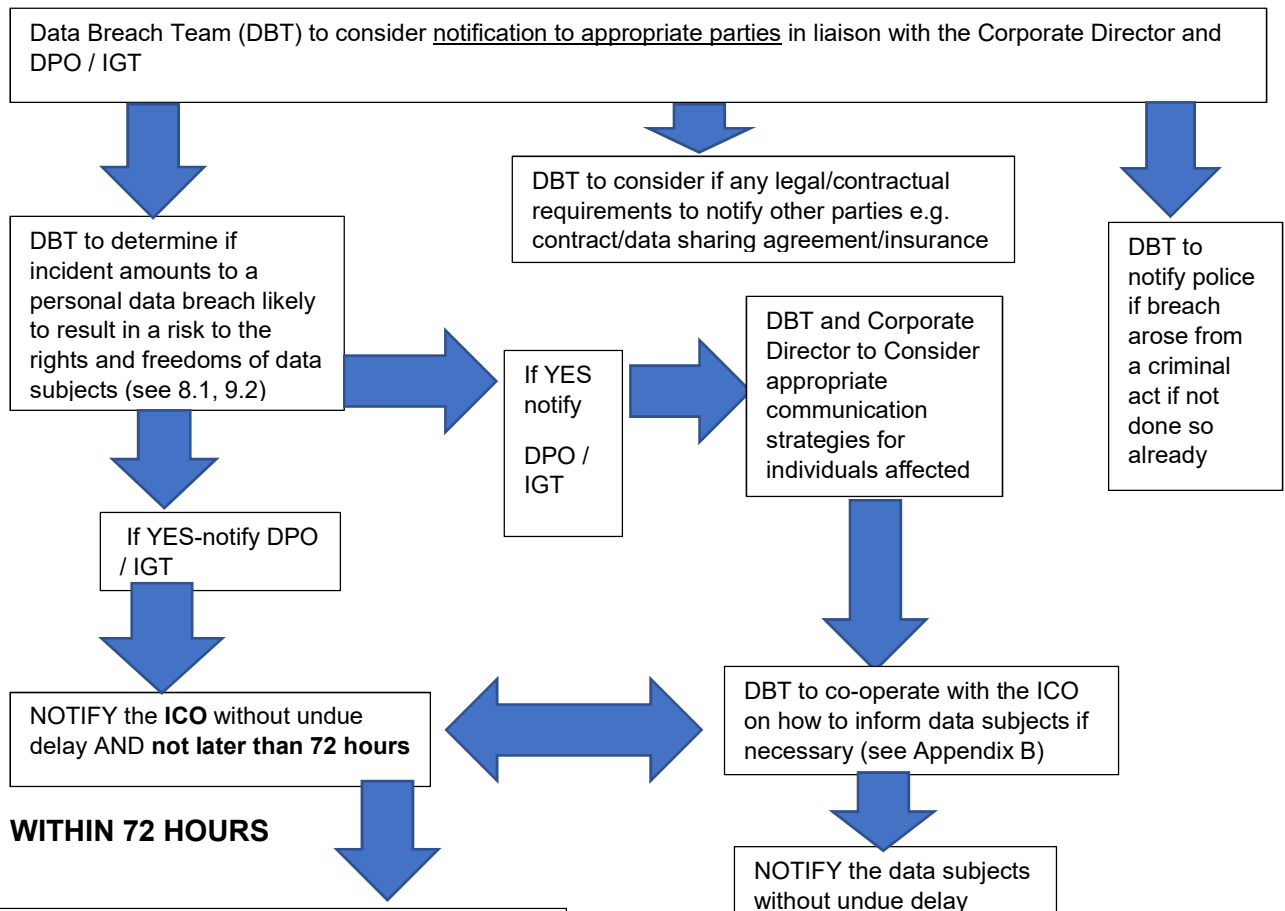 Data Breach Team (DBT) to consider notification to appropriate parties in liaison with the Corporate Director and
DPO / IGT
DBT to consider if any legal/contractual
requirements to notify other parties e.g.
contract/data sharing agreement/insurance
DBT to
notify police
if breach
arose from
a criminal
act if not
done so
already
DBT to determine if
incident amounts to a
personal data breach likely
to result in a risk to the
rights and freedoms of data
subjects (see 8.1, 9.2)
If YES
notify
DPO /
IGT
DBT and Corporate
Director to Consider
appropriate
communication
strategies for
individuals affected
If YES-notify DPO
/ IGT
NOTIFY the ICO without undue
delay AND not later than 72 hours
DBT to co-operate with the ICO
on how to inform data subjects if
necessary (see Appendix B)
WITHIN 72 HOURS
NOTIFY the data subjects
without undue delay